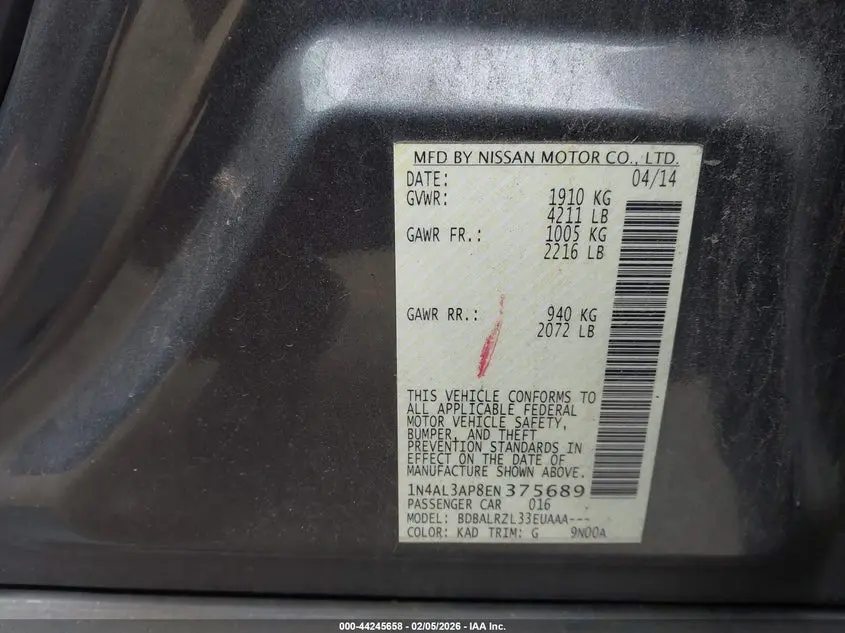 MFD BY NISSAN MOTOR CO., LTD.
DATE: 04/14
GVWR: 1910 KG
4211 LB
GAWR FR.: 1005 KG
2216 LB
GAWR RR.: 940 KG
2072 LB
THIS VEHICLE CONFORMS TO
ALL APPLICABLE FEDERAL
MOTOR VEHICLE SAFETY,
BUMPER, AND THEFT
PREVENTION STANDARDS IN
EFFECT ON THE DATE OF
MANUFACTURE SHOWN ABOVE.
1N4AL3AP8EN375689
PASSENGER CAR 016
MODEL: BDBALRZL33EUAAA---
COLOR: KAD TRIM: G 9N00A
000-44245658 | 02/05/2026 - IAA Inc.